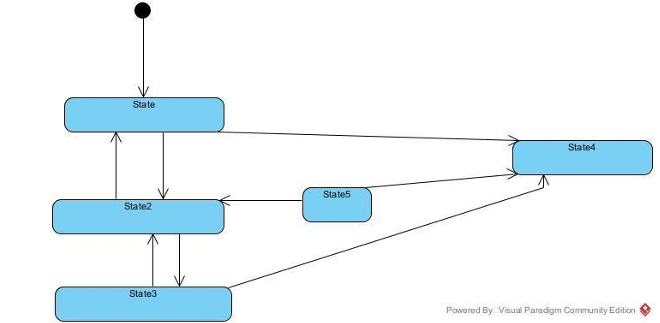 State
State4
State5
State2
State3
Powered By: Visual Paradigm Community Edition